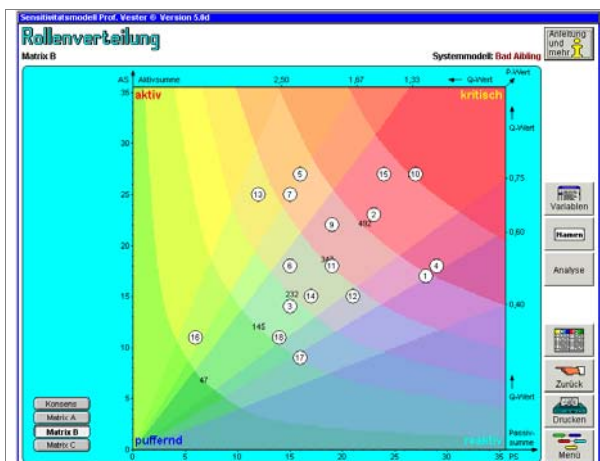 Sensitivitätsmodell Prof. Vester ® Version 5.0d
Rollenverteilung
Anleitung
und
mehr
Matrix B
Systemmodell: Bad Aibling
AS Aktivsumme 2,50 1,67 1,33 Q-Wert P-Wert
35
aktiv kritisch
Q-Wert
30
5 15 10
0,75
13 7
25
Variablen
2
492
9
0,60
Namen
20
6 11 4
1
Analyse
232 14 12
15
3
0,40
145
16 18
10
17
47
Zurück
5
Konsens
Q-Wert
Matrix A
Drucken
Matrix B
puffernd reaktiv
Passiv-
summe
Matrix C
0 5 10 15 20 25 30 35 PS
Menü